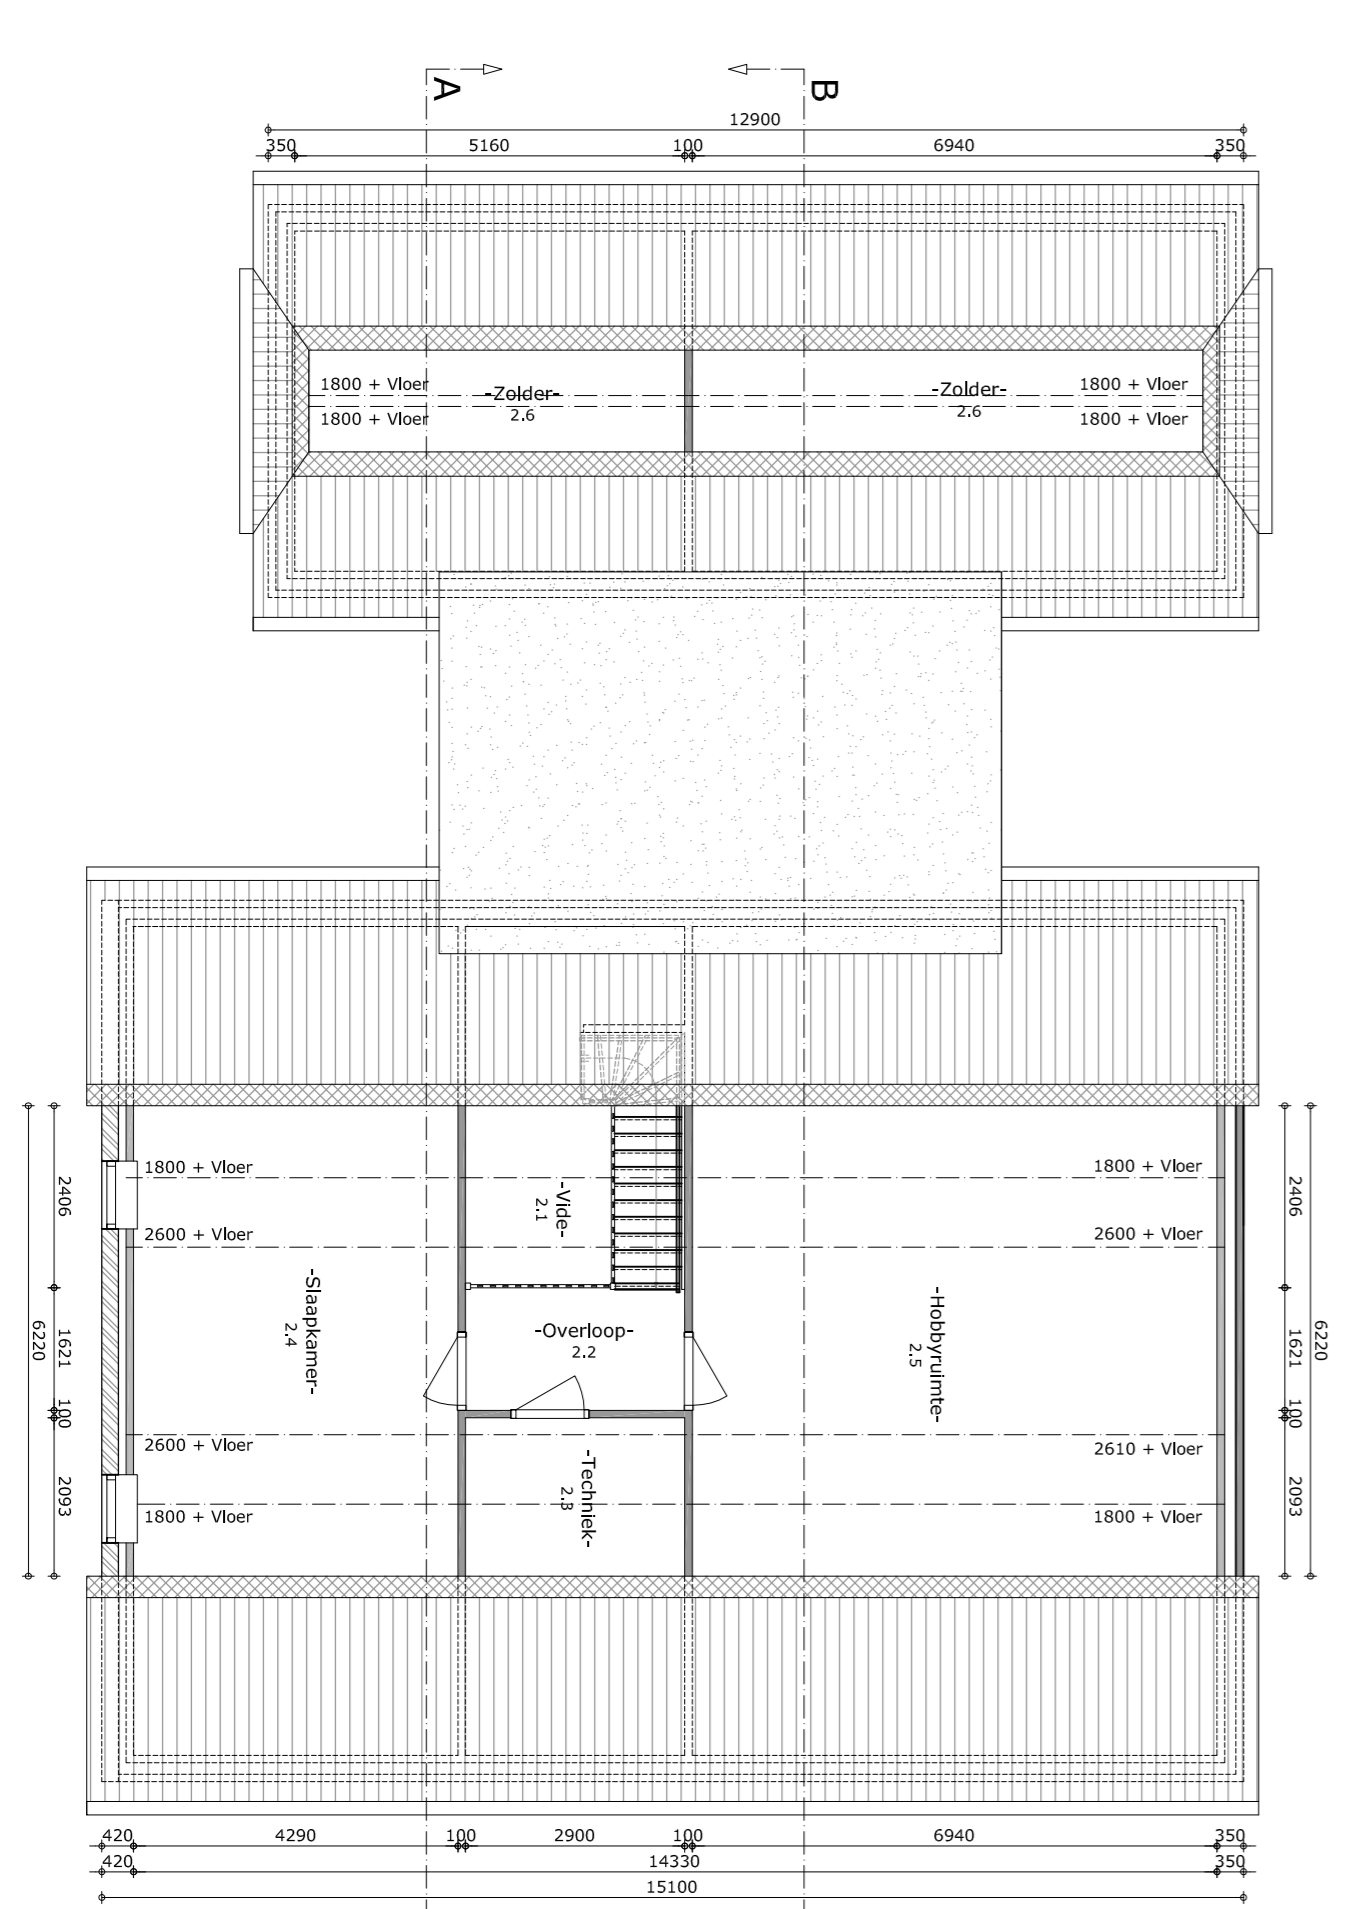 A
B
12900
350
5160
100
6940
350
1800 + Vloer
1800 + Vloer
-Zolder-
2.6
-Zolder-
2.6
1800 + Vloer
1800 + Vloer
1800 + Vloer
2600 + Vloer
1800 + Vloer
2600 + Vloer
-Vide-
2.1
-Slaapkamer-
2.4
-Overloop-
2.2
-Hobbyruimte-
2.5
2600 + Vloer
1800 + Vloer
2610 + Vloer
1800 + Vloer
-Techniek-
2.3
2406
1621
100
2093
6220
2406
1621
100
2093
6220
420
4290
100
2900
100
6940
350
420
14330
350
15100